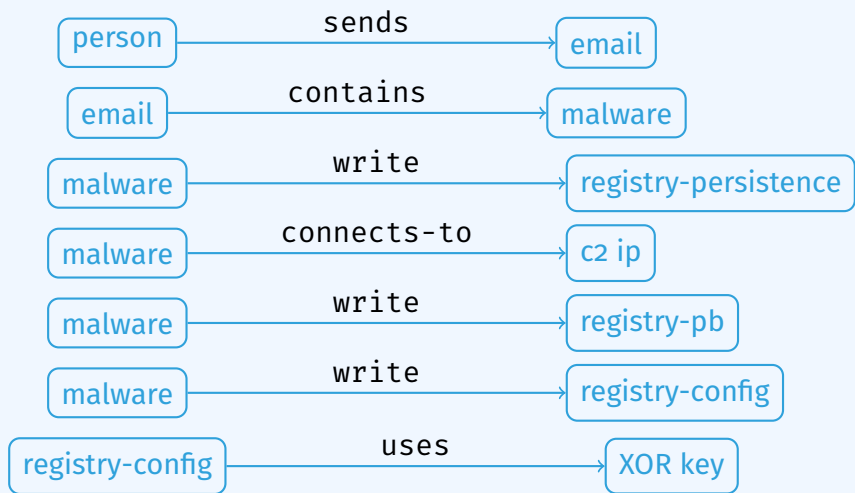 person sends email
email contains malware
malware write registry-persistence
malware connects-to c2 ip
malware write registry-pb
malware write registry-config
registry-config uses XOR key